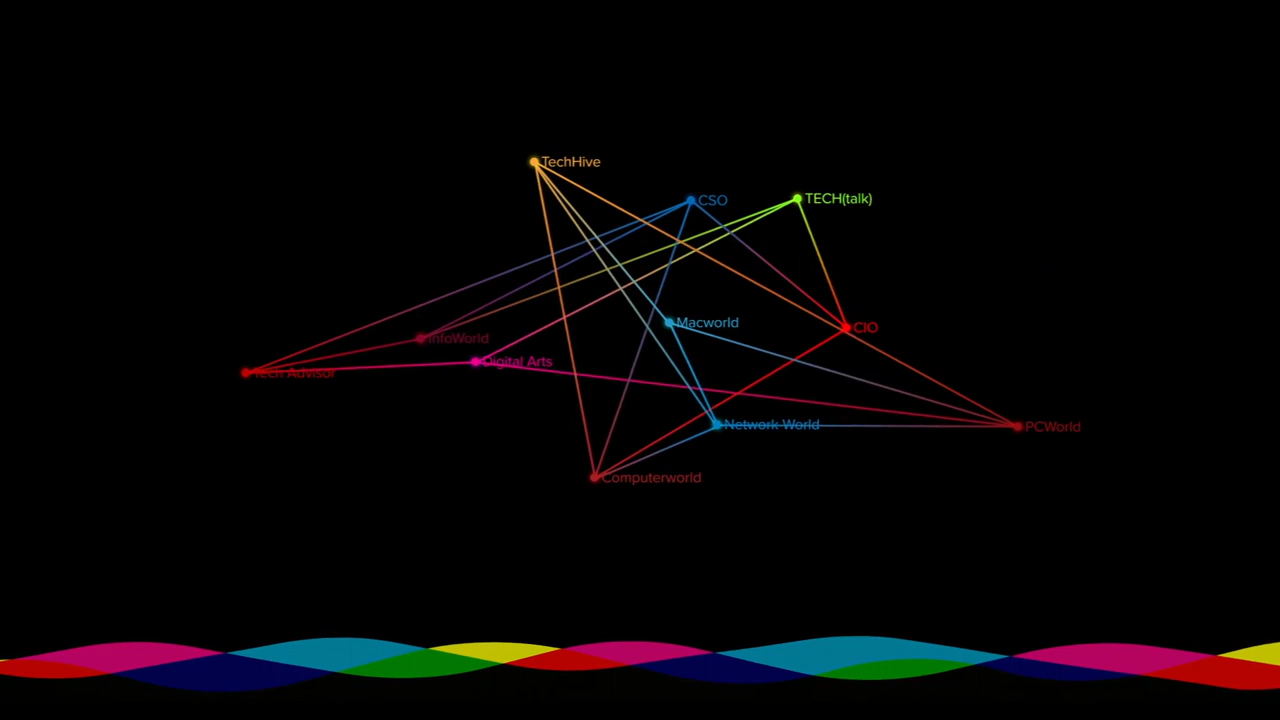 TechHive
CSO
TECH(talk)
Macworld
CIO
InfoWorld
Digital Arts
Tech Advisor
Network World
PCWorld
Computerworld